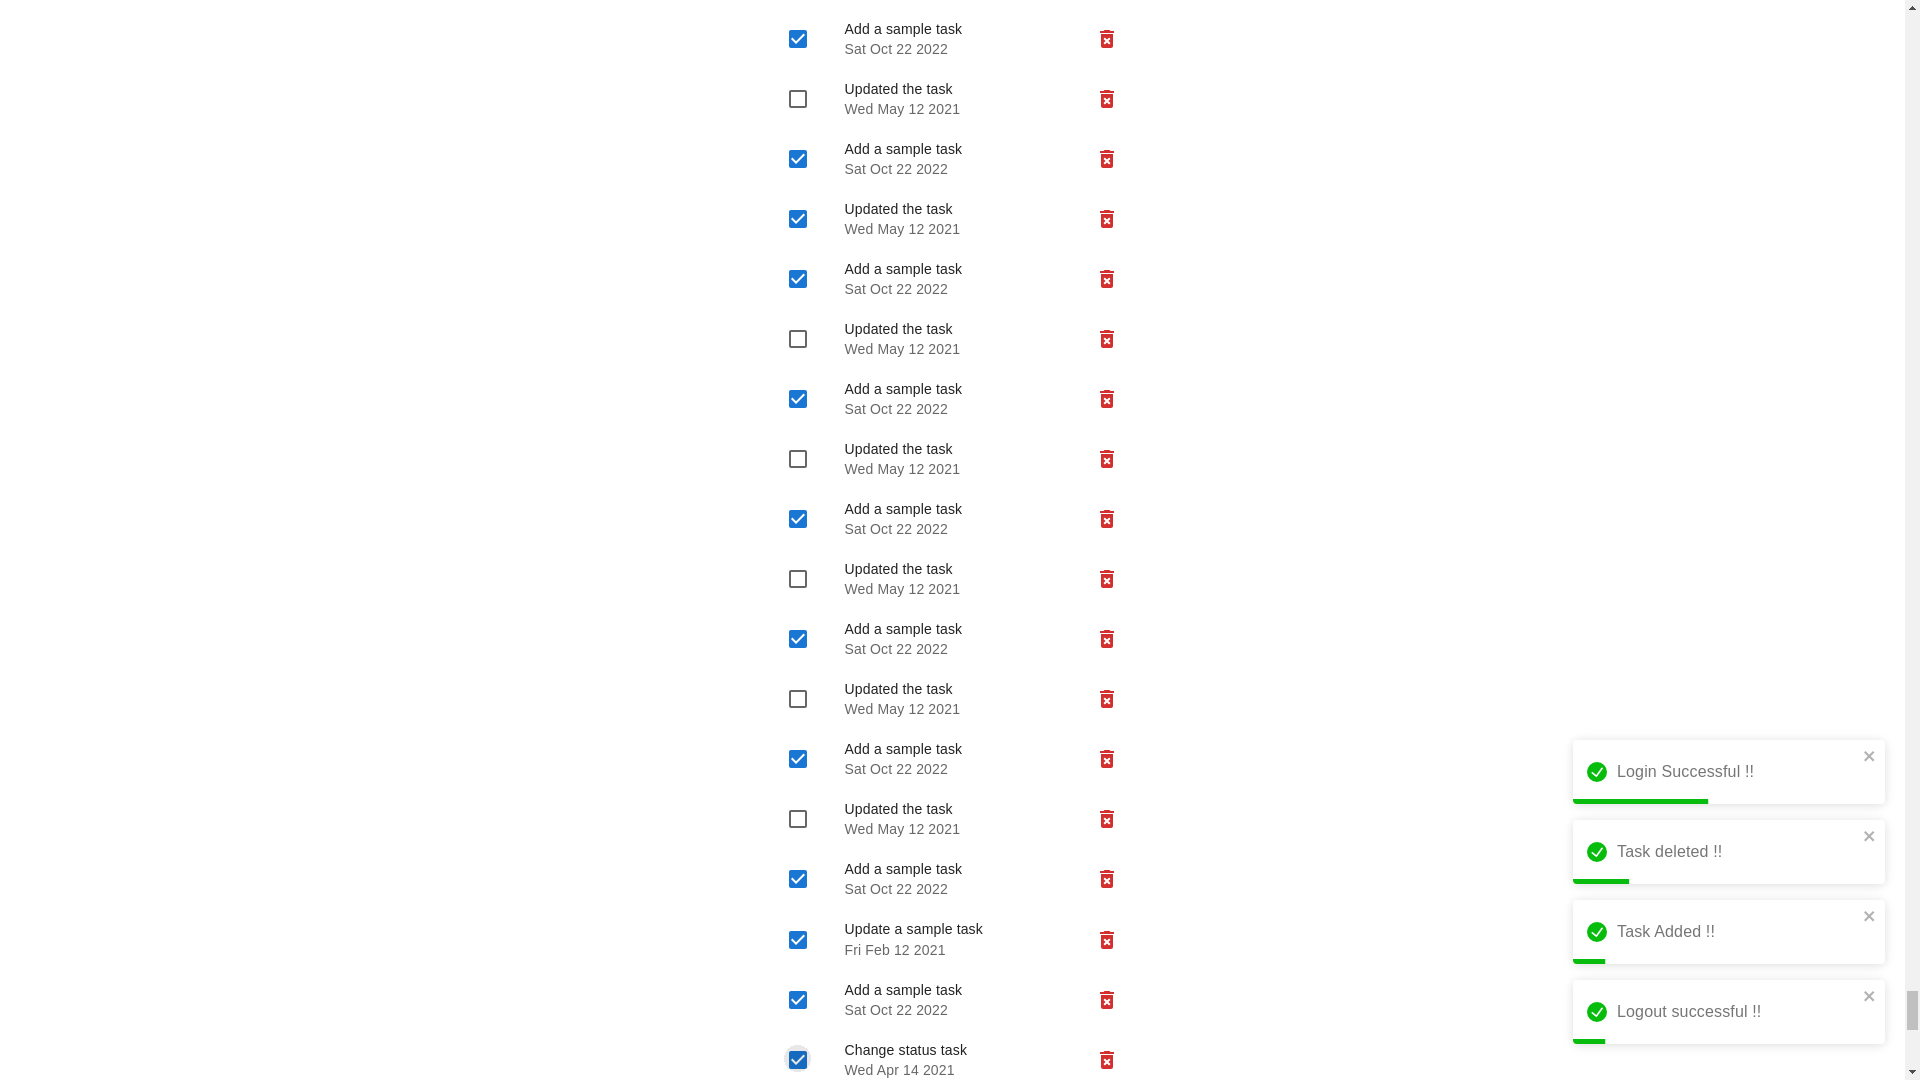 Add a sample task
Sat Oct 22 2022
Updated the task
Wed May 12 2021
Add a sample task
Sat Oct 22 2022
Updated the task
Wed May 12 2021
Add a sample task
Sat Oct 22 2022
Updated the task
Wed May 12 2021
Add a sample task
Sat Oct 22 2022
Updated the task
Wed May 12 2021
Add a sample task
Sat Oct 22 2022
Updated the task
Wed May 12 2021
Add a sample task
Sat Oct 22 2022
Updated the task
Wed May 12 2021
Add a sample task
Sat Oct 22 2022
Updated the task
Wed May 12 2021
Add a sample task
Sat Oct 22 2022
Update a sample task
Fri Feb 12 2021
Add a sample task
Sat Oct 22 2022
Change status task
Wed Apr 14 2021
Login Successful !!
Task deleted !!
Task Added !!
Logout successful !!